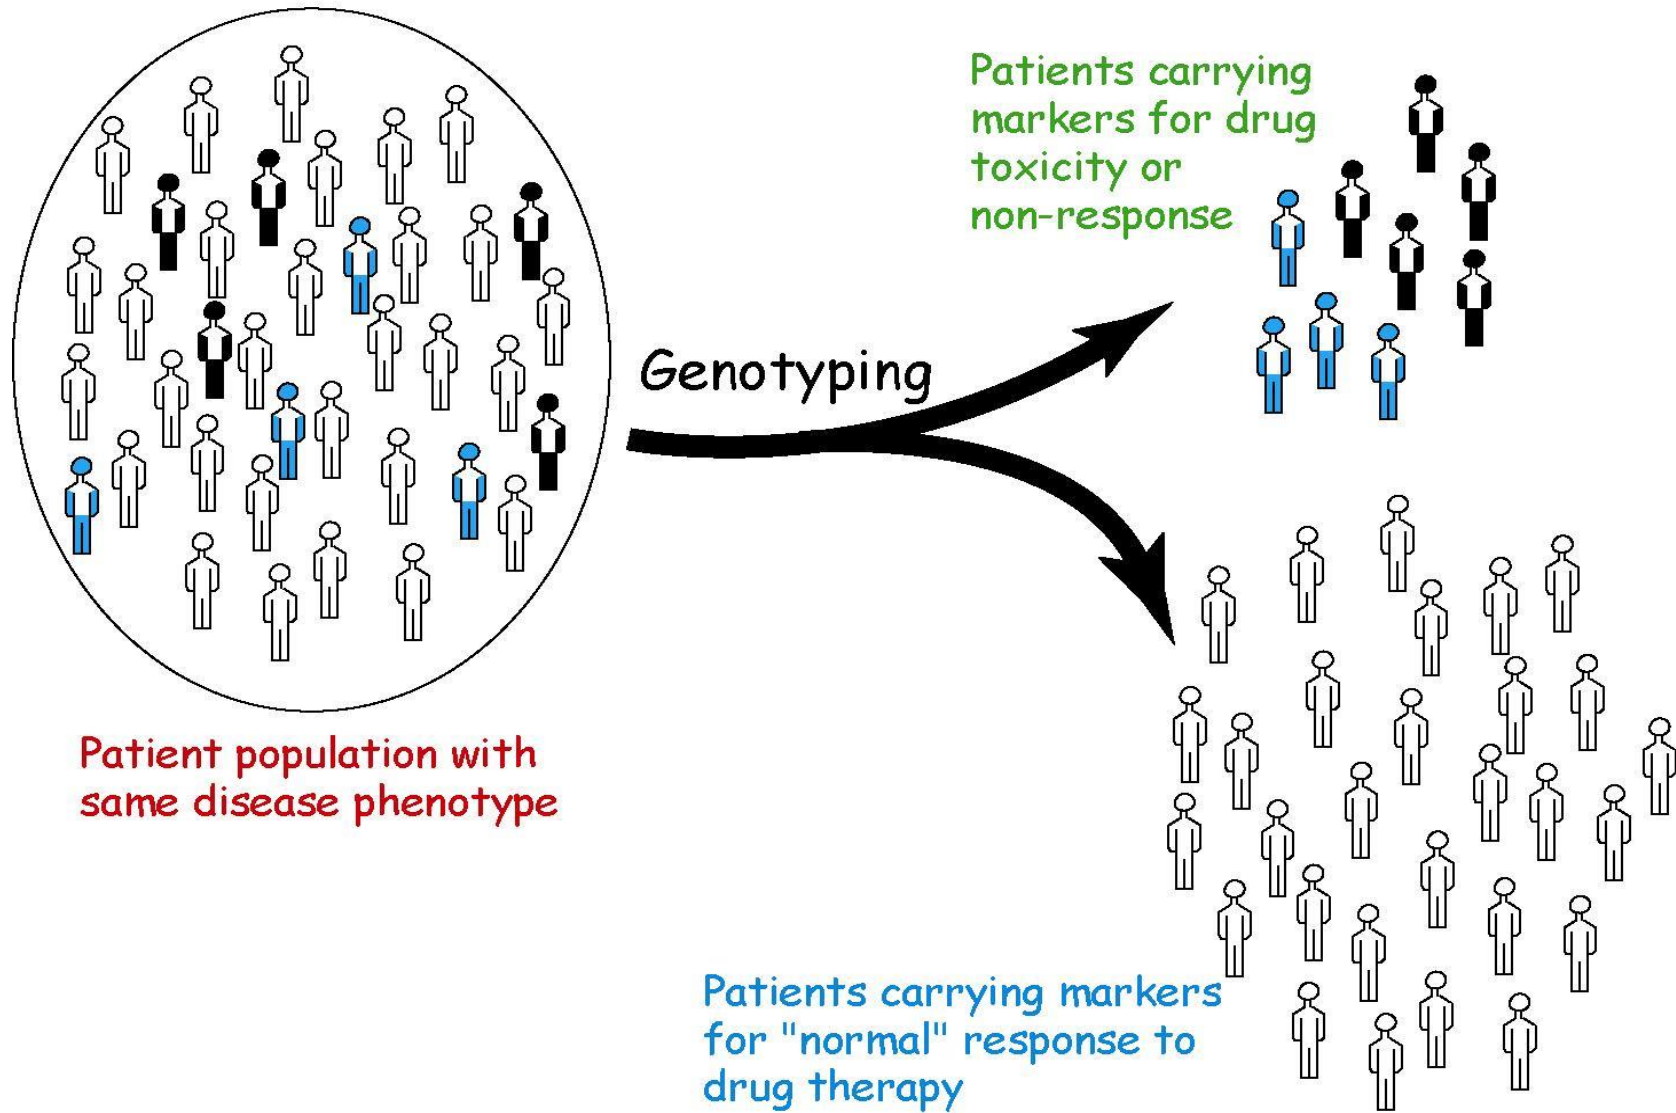 Patients carrying
markers for drug
toxicity or
non-response
Genotyping
Patient population with
same disease phenotype
Patients carrying markers
for "normal" response to
drug therapy